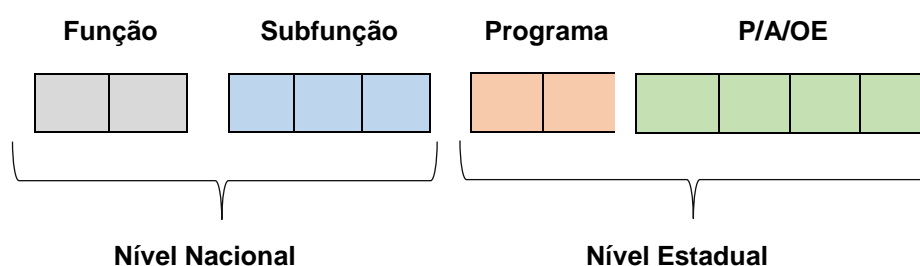 Função Subfunção Programa P/A/OE
Nível Nacional Nível Estadual